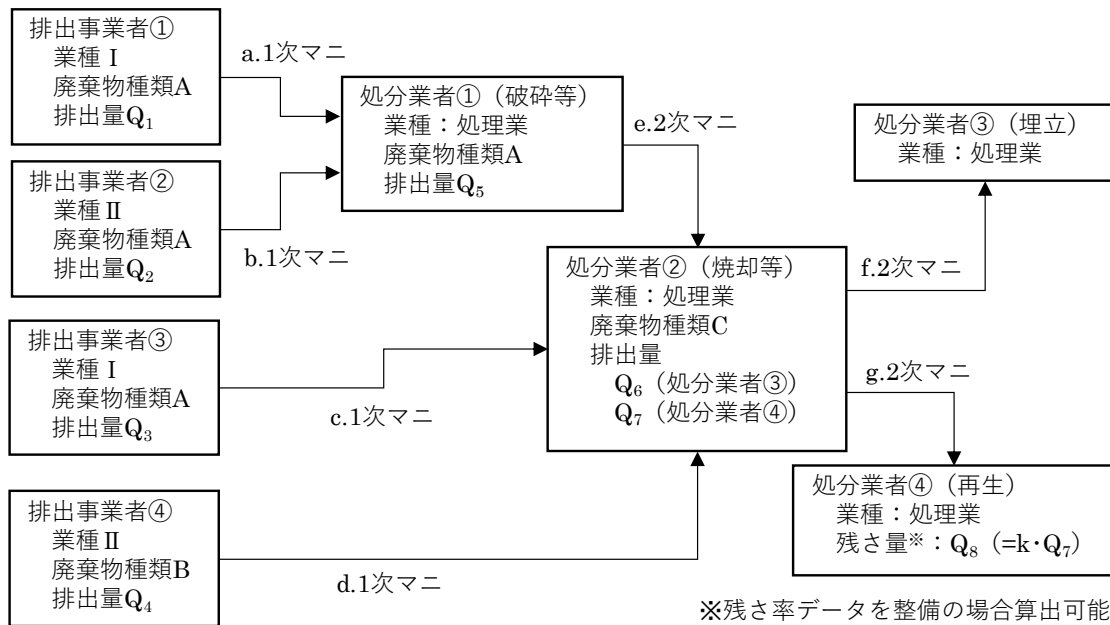 排出事業者①
業種Ⅰ
廃棄物種類A
排出量Q₁
a.1次マニ
排出事業者②
業種Ⅱ
廃棄物種類A
排出量Q₂
b.1次マニ
処分業者①（破砕等）
業種：処理業
廃棄物種類A
排出量Q₅
e.2次マニ
処分業者③（埋立）
業種：処理業
排出事業者③
業種Ⅰ
廃棄物種類A
排出量Q₃
c.1次マニ
処分業者②（焼却等）
業種：処理業
廃棄物種類C
排出量
Q₆（処分業者③）
Q₇（処分業者④）
f.2次マニ
g.2次マニ
排出事業者④
業種Ⅱ
廃棄物種類B
排出量Q₄
d.1次マニ
処分業者④（再生）
業種：処理業
残さ量※：Q₈（=k・Q₇）
※残さ率データを整備の場合算出可能